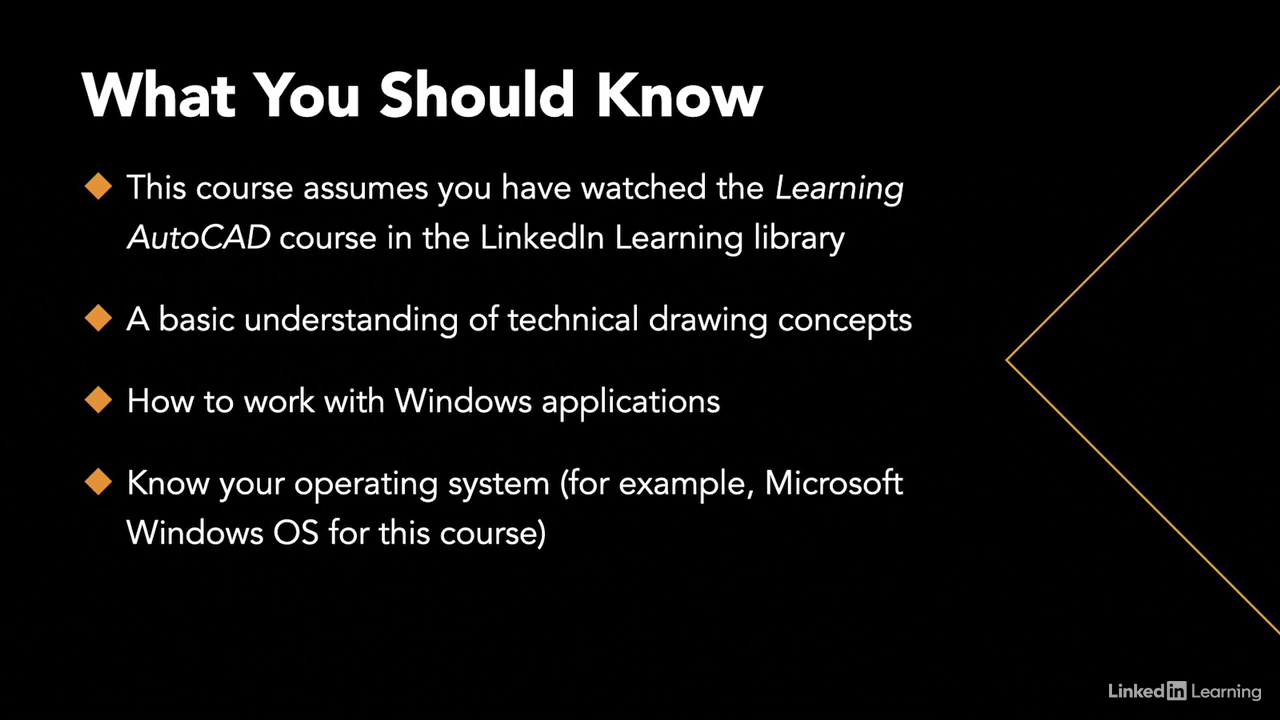 What You Should Know
This course assumes you have watched the Learning
AutoCAD course in the LinkedIn Learning library
A basic understanding of technical drawing concepts
How to work with Windows applications
Know your operating system (for example, Microsoft
Windows OS for this course)
Linked in Learning